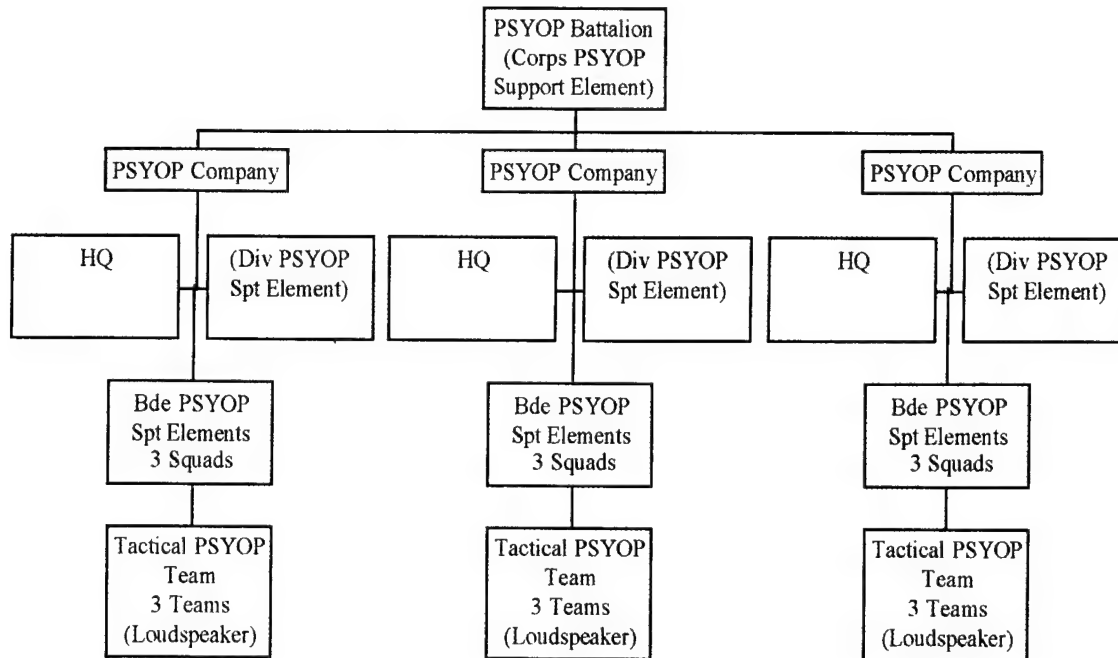 PSYOP Battalion
(Corps PSYOP
Support Element)
PSYOP Company
PSYOP Company
PSYOP Company
HQ
(Div PSYOP
Spt Element)
HQ
(Div PSYOP
Spt Element)
HQ
(Div PSYOP
Spt Element)
Bde PSYOP
Spt Elements
3 Squads
Bde PSYOP
Spt Elements
3 Squads
Bde PSYOP
Spt Elements
3 Squads
Tactical PSYOP
Team
3 Teams
(Loudspeaker)
Tactical PSYOP
Team
3 Teams
(Loudspeaker)
Tactical PSYOP
Team
3 Teams
(Loudspeaker)